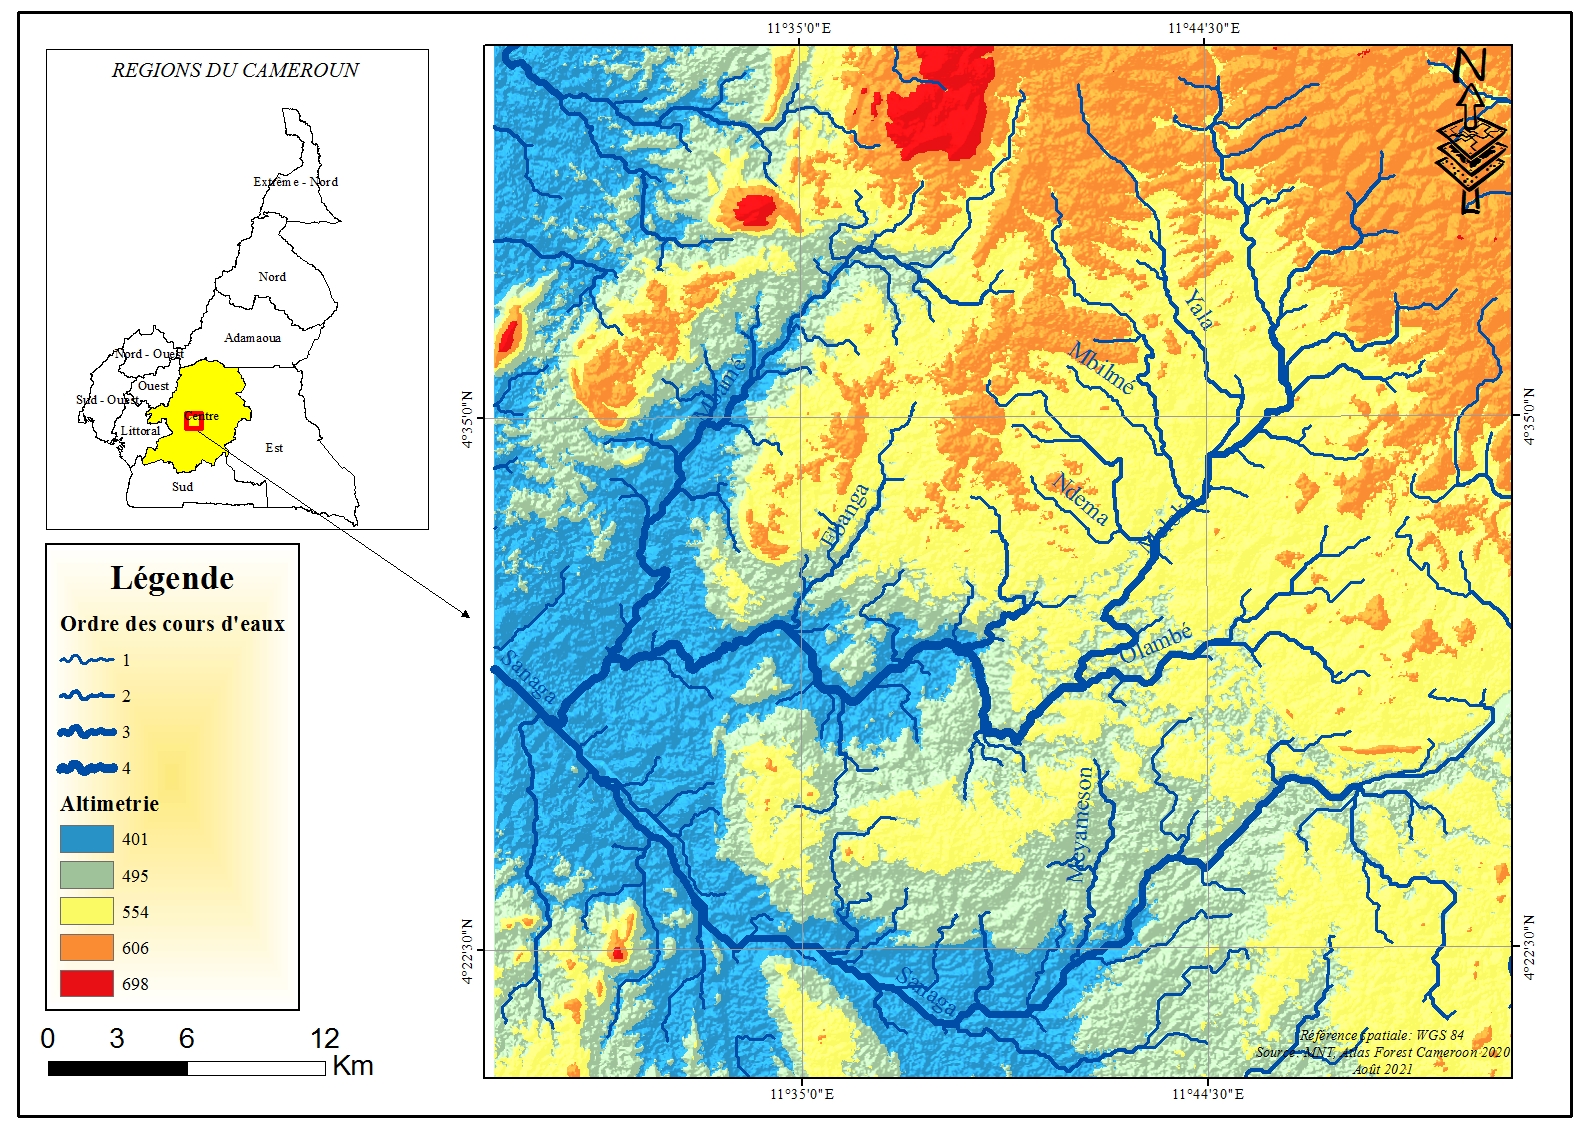 REGIONS DU CAMEROUN
Extrême - Nord
Nord
Adamaoua
Nord - Ouest
Ouest
Sud - Ouest
Centre
Littoral
Est
Sud
Légende
Ordre des cours d'eaux
1
2
3
4
Altimetrie
401
495
554
606
698
0 3 6 12
Km
11°35'0"E 11°44'30"E
4°35'0"N
4°35'0"N
4°22'30"N
4°22'30"N
11°35'0"E 11°44'30"E
N
Yala
Mbilmé
Ndema
Ebanga
Olambé
Sanaga
Meyameson
Sanaga
Référence spatiale: WGS 84
Source: MNT, Atlas Forest Cameroon 2020
Août 2021